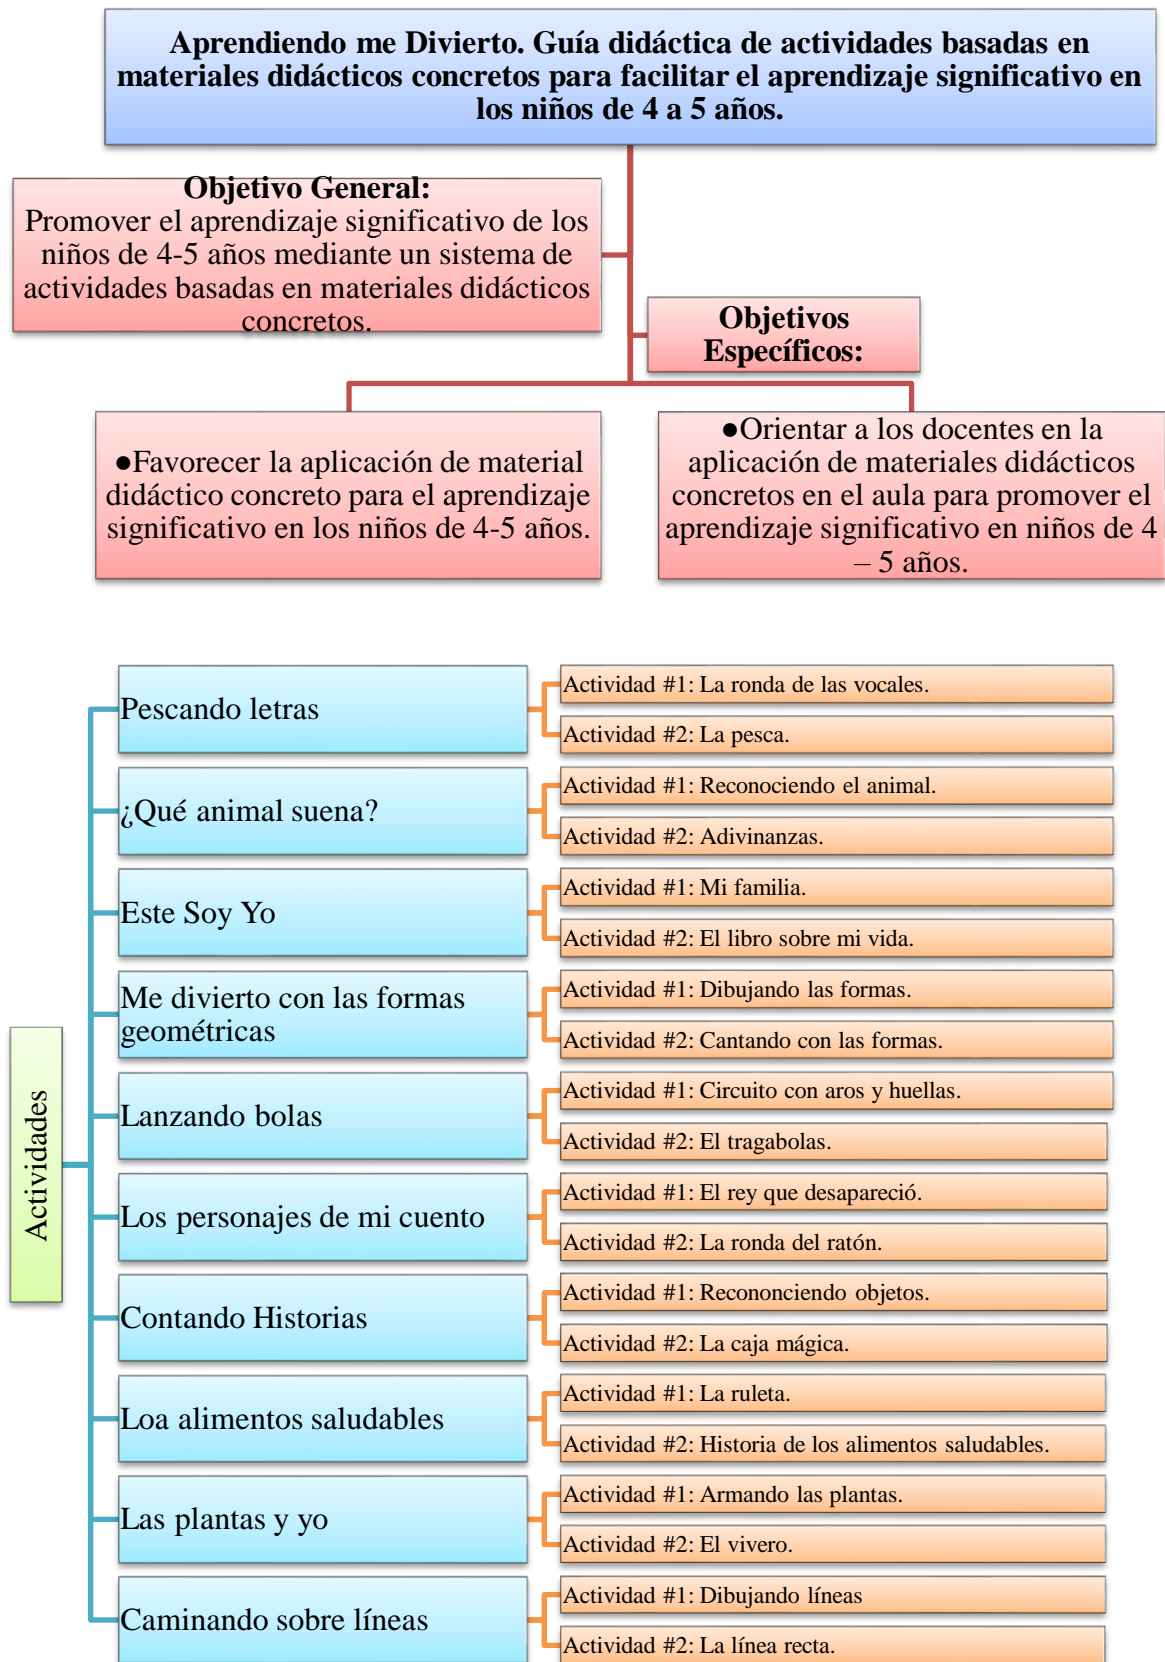 Aprendiendo me Divierto. Guía didáctica de actividades basadas en
materiales didácticos concretos para facilitar el aprendizaje significativo en
los niños de 4 a 5 años.
Objetivo General:
Promover el aprendizaje significativo de los
niños de 4-5 años mediante un sistema de
actividades basadas en materiales didácticos
concretos.
Objetivos
Específicos:
●Favorecer la aplicación de material
didáctico concreto para el aprendizaje
significativo en los niños de 4-5 años.
●Orientar a los docentes en la
aplicación de materiales didácticos
concretos en el aula para promover el
aprendizaje significativo en niños de 4
– 5 años.
Actividades
Pescando letras
Actividad #1: La ronda de las vocales.
Actividad #2: La pesca.
¿Qué animal suena?
Actividad #1: Reconociendo el animal.
Actividad #2: Adivinanzas.
Este Soy Yo
Actividad #1: Mi familia.
Actividad #2: El libro sobre mi vida.
Me divierto con las formas
geométricas
Actividad #1: Dibujando las formas.
Actividad #2: Cantando con las formas.
Lanzando bolas
Actividad #1: Circuito con aros y huellas.
Actividad #2: El tragabolas.
Los personajes de mi cuento
Actividad #1: El rey que desapareció.
Actividad #2: La ronda del ratón.
Contando Historias
Actividad #1: Recononciendo objetos.
Actividad #2: La caja mágica.
Loa alimentos saludables
Actividad #1: La ruleta.
Actividad #2: Historia de los alimentos saludables.
Las plantas y yo
Actividad #1: Armando las plantas.
Actividad #2: El vivero.
Caminando sobre líneas
Actividad #1: Dibujando líneas
Actividad #2: La línea recta.